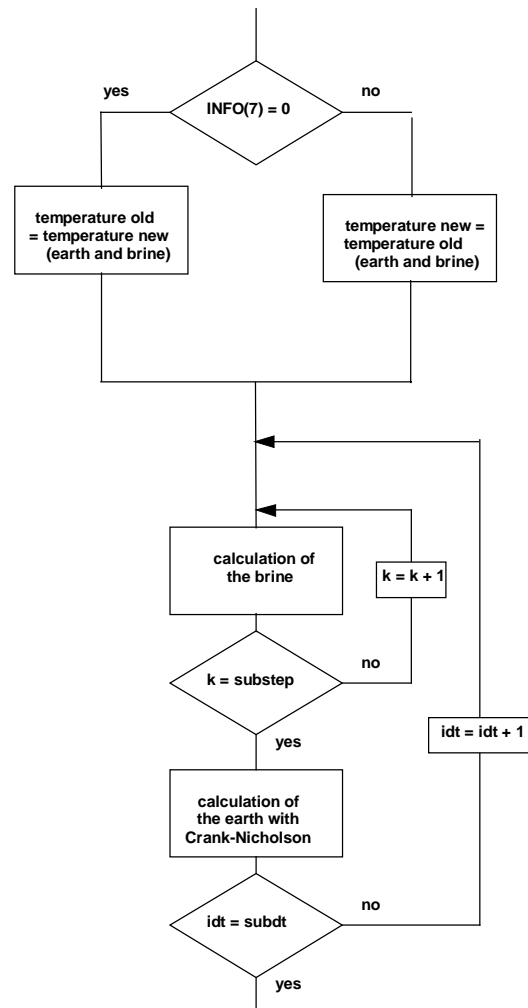 yes
no
INFO(7) = 0
temperature old
= temperature new
(earth and brine)
temperature new =
temperature old
(earth and brine)
calculation of
the brine
k = k + 1
k = substep
no
yes
idt = idt + 1
calculation of
the earth with
Crank-Nicholson
idt = subdt
no
yes